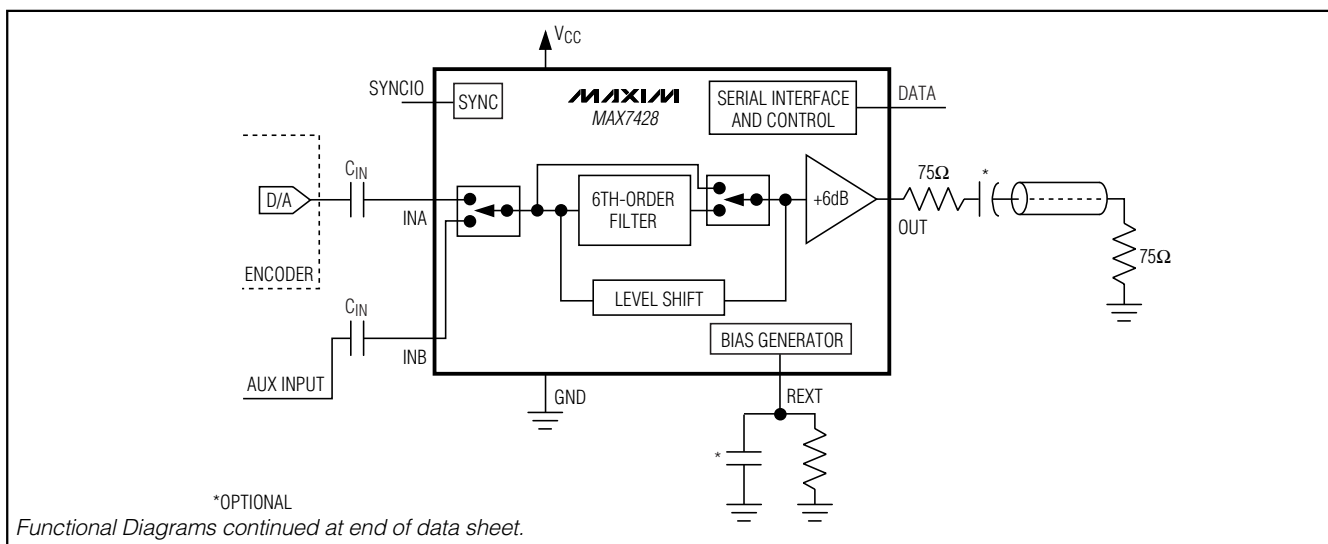 VCC
SYNCIO
SYNC
MAXIM
MAX7428
SERIAL INTERFACE
AND CONTROL
DATA
D/A
CIN
INA
6TH-ORDER
FILTER
+6dB
75Ω
*
OUT
75Ω
ENCODER
LEVEL SHIFT
CIN
INB
BIAS GENERATOR
AUX INPUT
GND
REXT
*
*OPTIONAL
Functional Diagrams continued at end of data sheet.